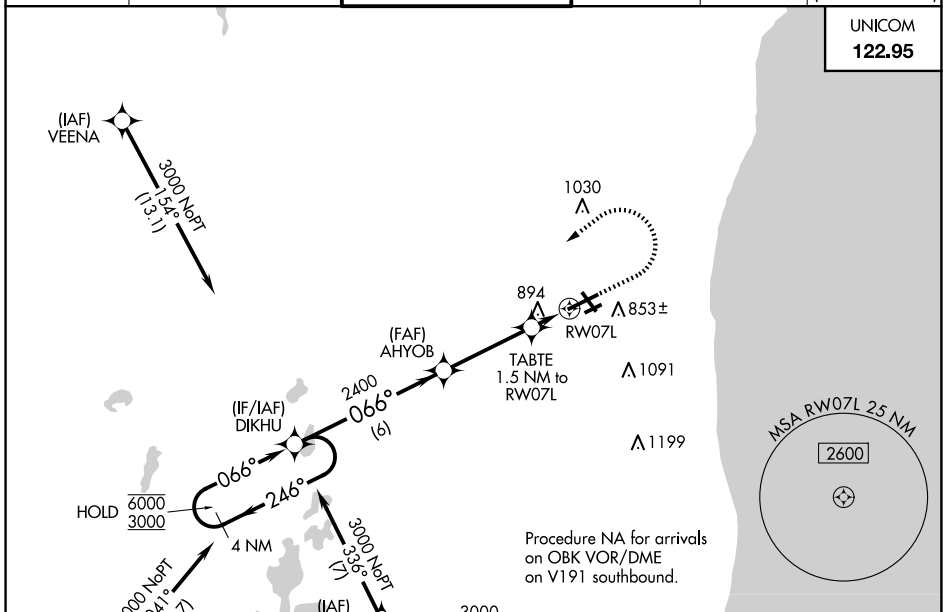 UNICOM
122.95
(IAF)
VEENA
3000 NoPT
154°
(13.1)
1030
894
853±
RW07L
(FAF)
AHYOB
TABTE
1.5 NM to
RW07L
1091
2400
066°
(6)
(IF/IAF)
DIKHU
1199
MSA RW07L 25 NM
2600
066°
246°
HOLD
6000
3000
4 NM
3000 NoPT
336°
(7)
Procedure NA for arrivals
on OBK VOR/DME
on V191 southbound.
NoPT
(IAF)
3000